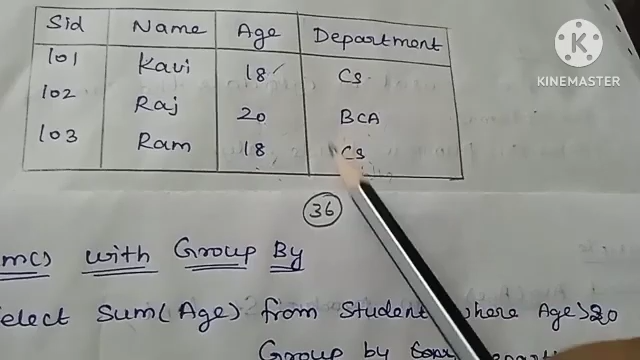 Sid Name Age Department
101 Kavi 18 Cs
102 Raj 20 BCA
103 Ram 18 Cs
K
KINEMASTER
36
m() with Group By
elect Sum(Age) from Student where Age>20
Group by